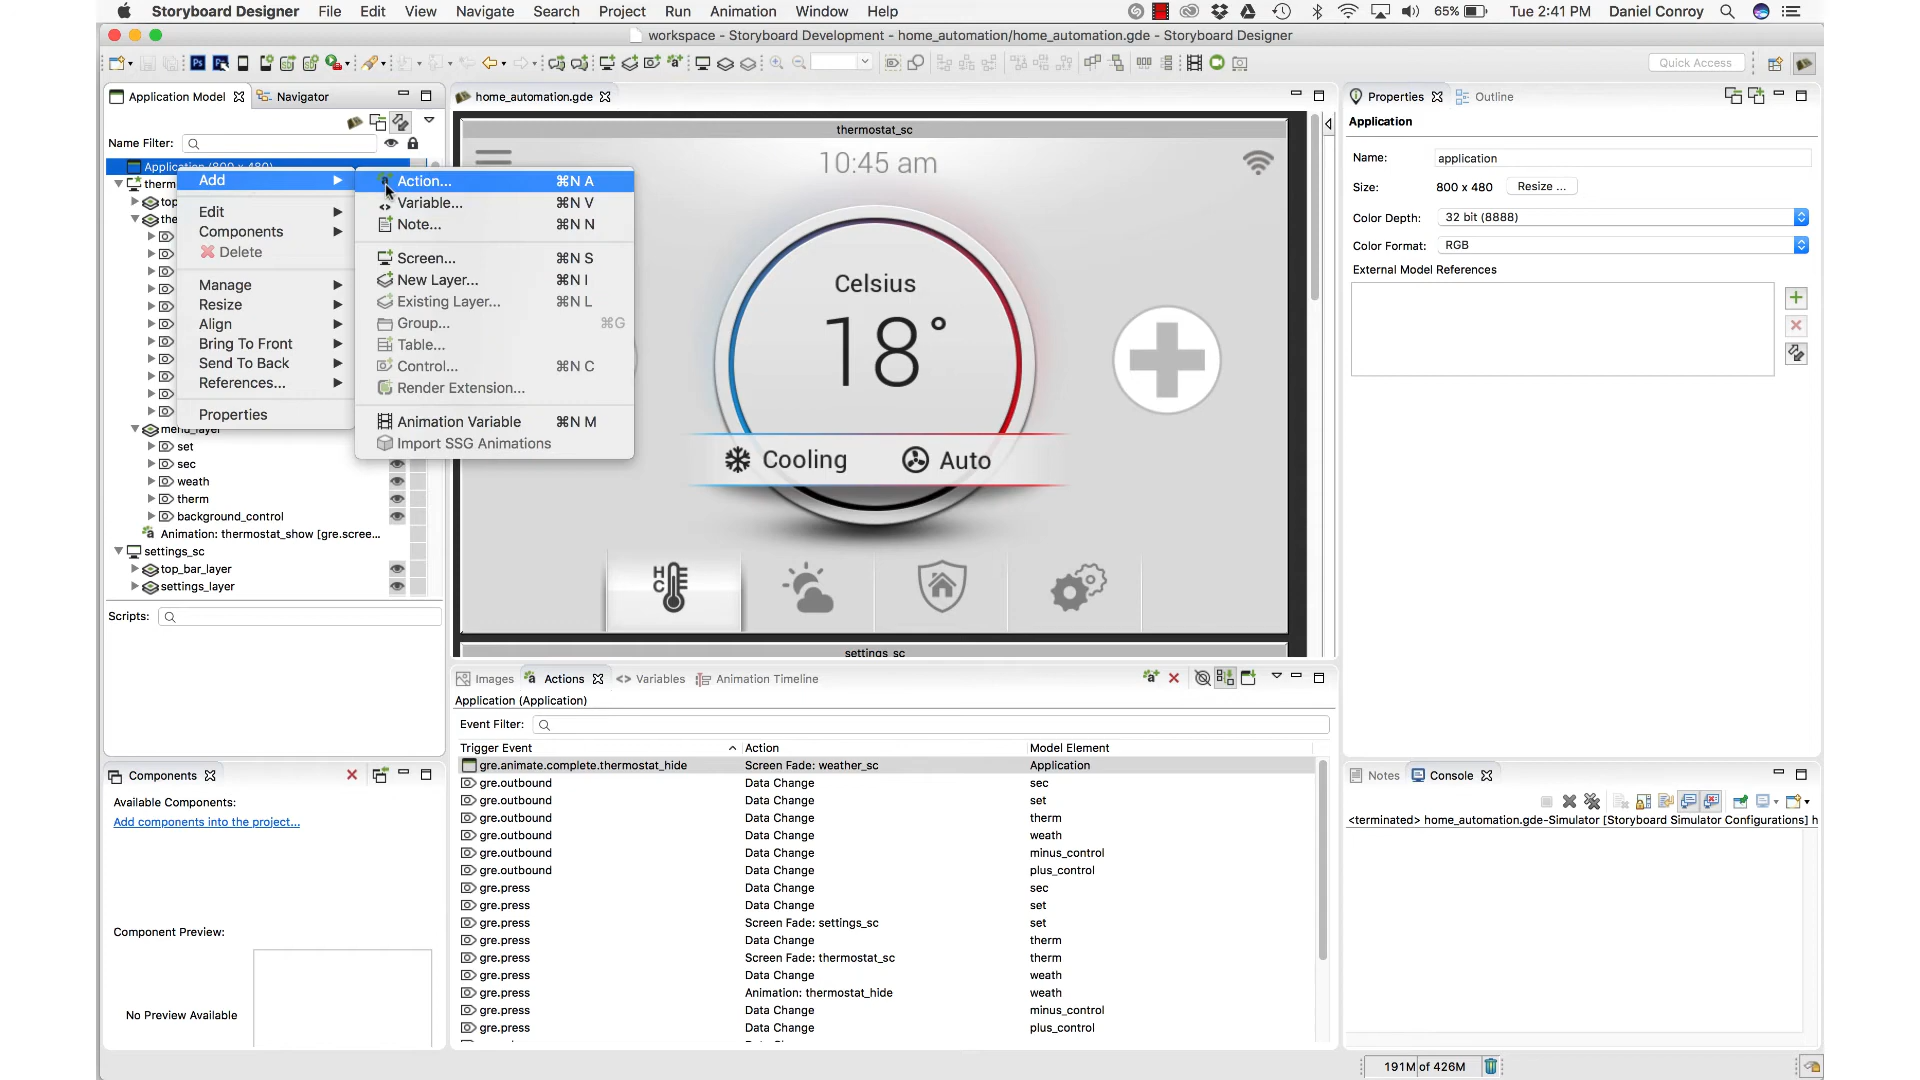 Storyboard Designer File Edit View Navigate Search Project Run Animation Window Help 65% Tue 2:41 PM Daniel Conroy
workspace - Storyboard Development - home_automation/home_automation.gde - Storyboard Designer
Quick Access
Application Model Navigator
Name Filter:
Application (800 x 480)
therm
top
the
menu_layer
set
sec
weath
therm
background_control
Animation: thermostat_show [gre.scree...
settings_sc
top_bar_layer
settings_layer
Scripts:
Add
Edit
Components
Delete
Manage
Resize
Align
Bring To Front
Send To Back
References...
Properties
Action... ⌘N A
Variable... ⌘N V
Note... ⌘N N
Screen... ⌘N S
New Layer... ⌘N I
Existing Layer... ⌘N L
Group... ⌘G
Table...
Control... ⌘N C
Render Extension...
Animation Variable ⌘N M
Import SSG Animations
Components
Available Components:
Add components into the project...
Component Preview:
No Preview Available
home_automation.gde
thermostat_sc
10:45 am
Celsius
18°
Cooling Auto
H
C
settings_sc
Images Actions Variables Animation Timeline
Application (Application)
Event Filter:
Trigger Event Action Model Element
gre.animate.complete.thermostat_hide Screen Fade: weather_sc Application
gre.outbound Data Change sec
gre.outbound Data Change set
gre.outbound Data Change therm
gre.outbound Data Change weath
gre.outbound Data Change minus_control
gre.outbound Data Change plus_control
gre.press Data Change sec
gre.press Data Change set
gre.press Screen Fade: settings_sc set
gre.press Data Change therm
gre.press Screen Fade: thermostat_sc therm
gre.press Data Change weath
gre.press Animation: thermostat_hide weath
gre.press Data Change minus_control
gre.press Data Change plus_control
Properties Outline
Application
Name: application
Size: 800 x 480 Resize ...
Color Depth: 32 bit (8888)
Color Format: RGB
External Model References
Notes Console
<terminated> home_automation.gde-Simulator [Storyboard Simulator Configurations] h
191M of 426M